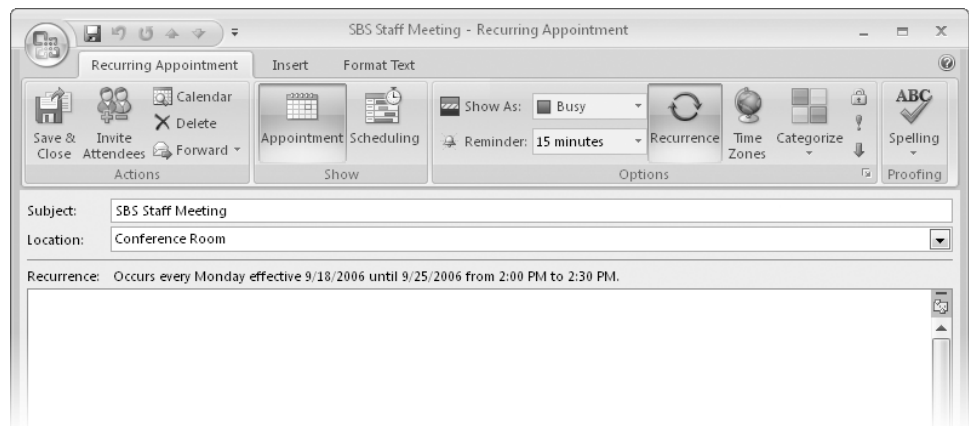 SBS Staff Meeting - Recurring Appointment
Recurring Appointment Insert Format Text
Save & Close
Invite Attendees
Calendar
Delete
Forward
Actions
Appointment
Scheduling
Show
Show As: Busy
Reminder: 15 minutes
Recurrence
Time Zones
Categorize
Options
ABC
Spelling
Proofing
Subject: SBS Staff Meeting
Location: Conference Room
Recurrence: Occurs every Monday effective 9/18/2006 until 9/25/2006 from 2:00 PM to 2:30 PM.